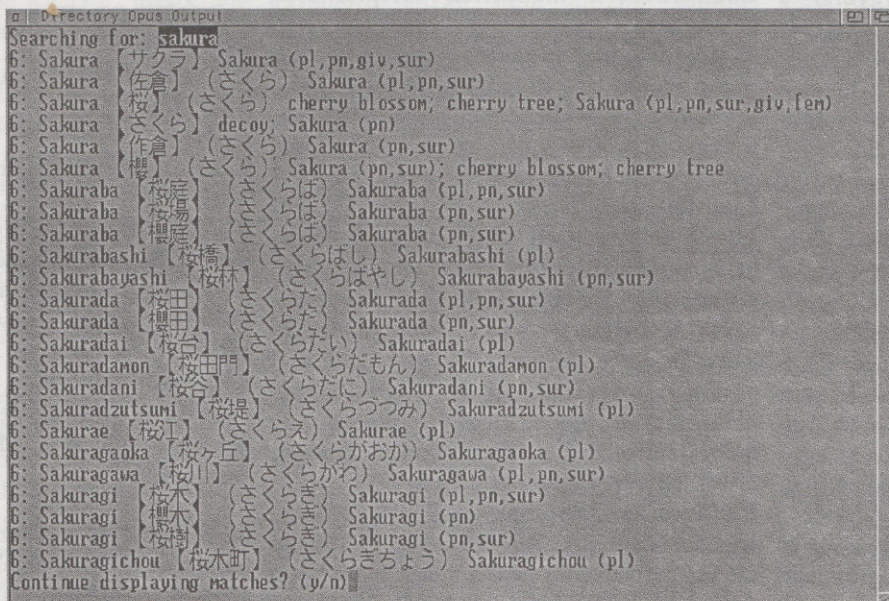 Directory Opus Output
Searching for: sakura
6: Sakura 【サクラ】 Sakura (pl,pn,giv,sur)
6: Sakura 【佐倉】 (さくら) Sakura (pl,pn,sur)
6: Sakura 【桜】 (さくら) cherry blossom; cherry tree; Sakura (pl,pn,sur,giv,fem)
6: Sakura 【さくら】 decoy; Sakura (pn)
6: Sakura 【作倉】 (さくら) Sakura (pn,sur)
6: Sakura 【櫻】 (さくら) Sakura (pn,sur); cherry blossom; cherry tree
6: Sakuraba 【桜庭】 (さくらば) Sakuraba (pl,pn,sur)
6: Sakuraba 【桜場】 (さくらば) Sakuraba (pn,sur)
6: Sakuraba 【櫻庭】 (さくらば) Sakuraba (pn,sur)
6: Sakurabashi 【桜橋】 (さくらばし) Sakurabashi (pl)
6: Sakurabayashi 【桜林】 (さくらばやし) Sakurabayashi (pn,sur)
6: Sakurada 【桜田】 (さくらだ) Sakurada (pl,pn,sur)
6: Sakurada 【櫻田】 (さくらだ) Sakurada (pn,sur)
6: Sakuradai 【桜台】 (さくらだい) Sakuradai (pl)
6: Sakuradamon 【桜田門】 (さくらだもん) Sakuradamon (pl)
6: Sakuradani 【桜谷】 (さくらだに) Sakuradani (pn,sur)
6: Sakuradzutsumi 【桜堤】 (さくらづつみ) Sakuradzutsumi (pl)
6: Sakurae 【桜江】 (さくらえ) Sakurae (pl)
6: Sakuragaoka 【桜ヶ丘】 (さくらがおか) Sakuragaoka (pl)
6: Sakuragawa 【桜川】 (さくらがわ) Sakuragawa (pl,pn,sur)
6: Sakuragi 【桜木】 (さくらぎ) Sakuragi (pl,pn,sur)
6: Sakuragi 【櫻木】 (さくらぎ) Sakuragi (pn)
6: Sakuragi 【桜樹】 (さくらぎ) Sakuragi (pn,sur)
6: Sakuragichou 【桜木町】 (さくらぎちょう) Sakuragichou (pl)
Continue displaying matches? (y/n)